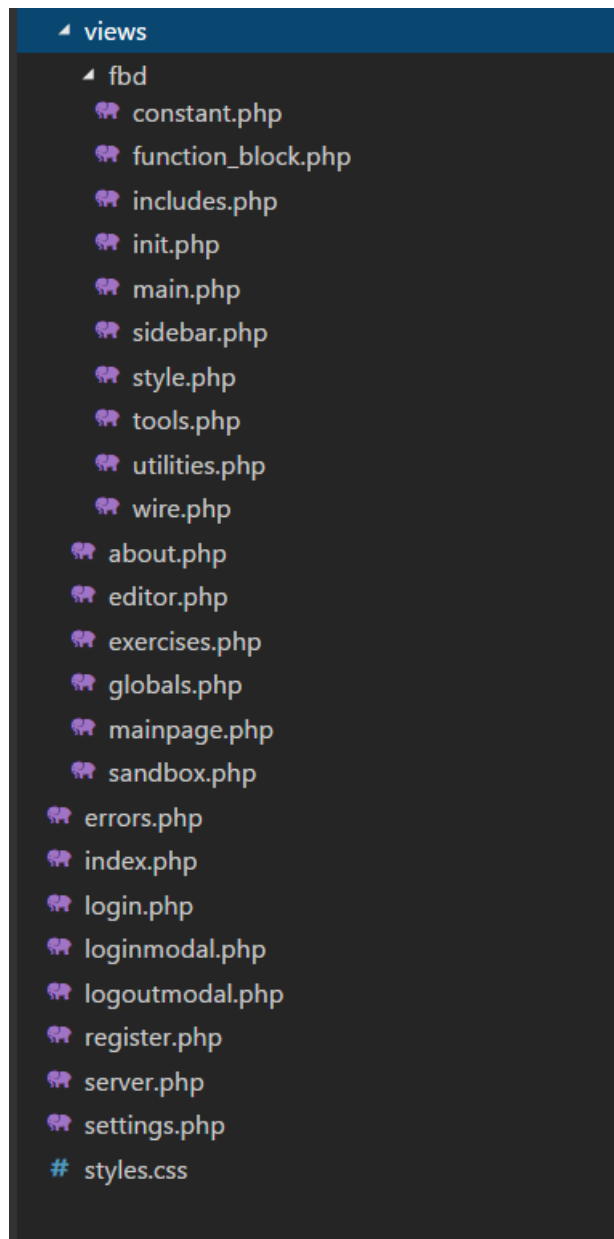 views
fbd
constant.php
function_block.php
includes.php
init.php
main.php
sidebar.php
style.php
tools.php
utilities.php
wire.php
about.php
editor.php
exercises.php
globals.php
mainpage.php
sandbox.php
errors.php
index.php
login.php
loginmodal.php
logoutmodal.php
register.php
server.php
settings.php
# styles.css